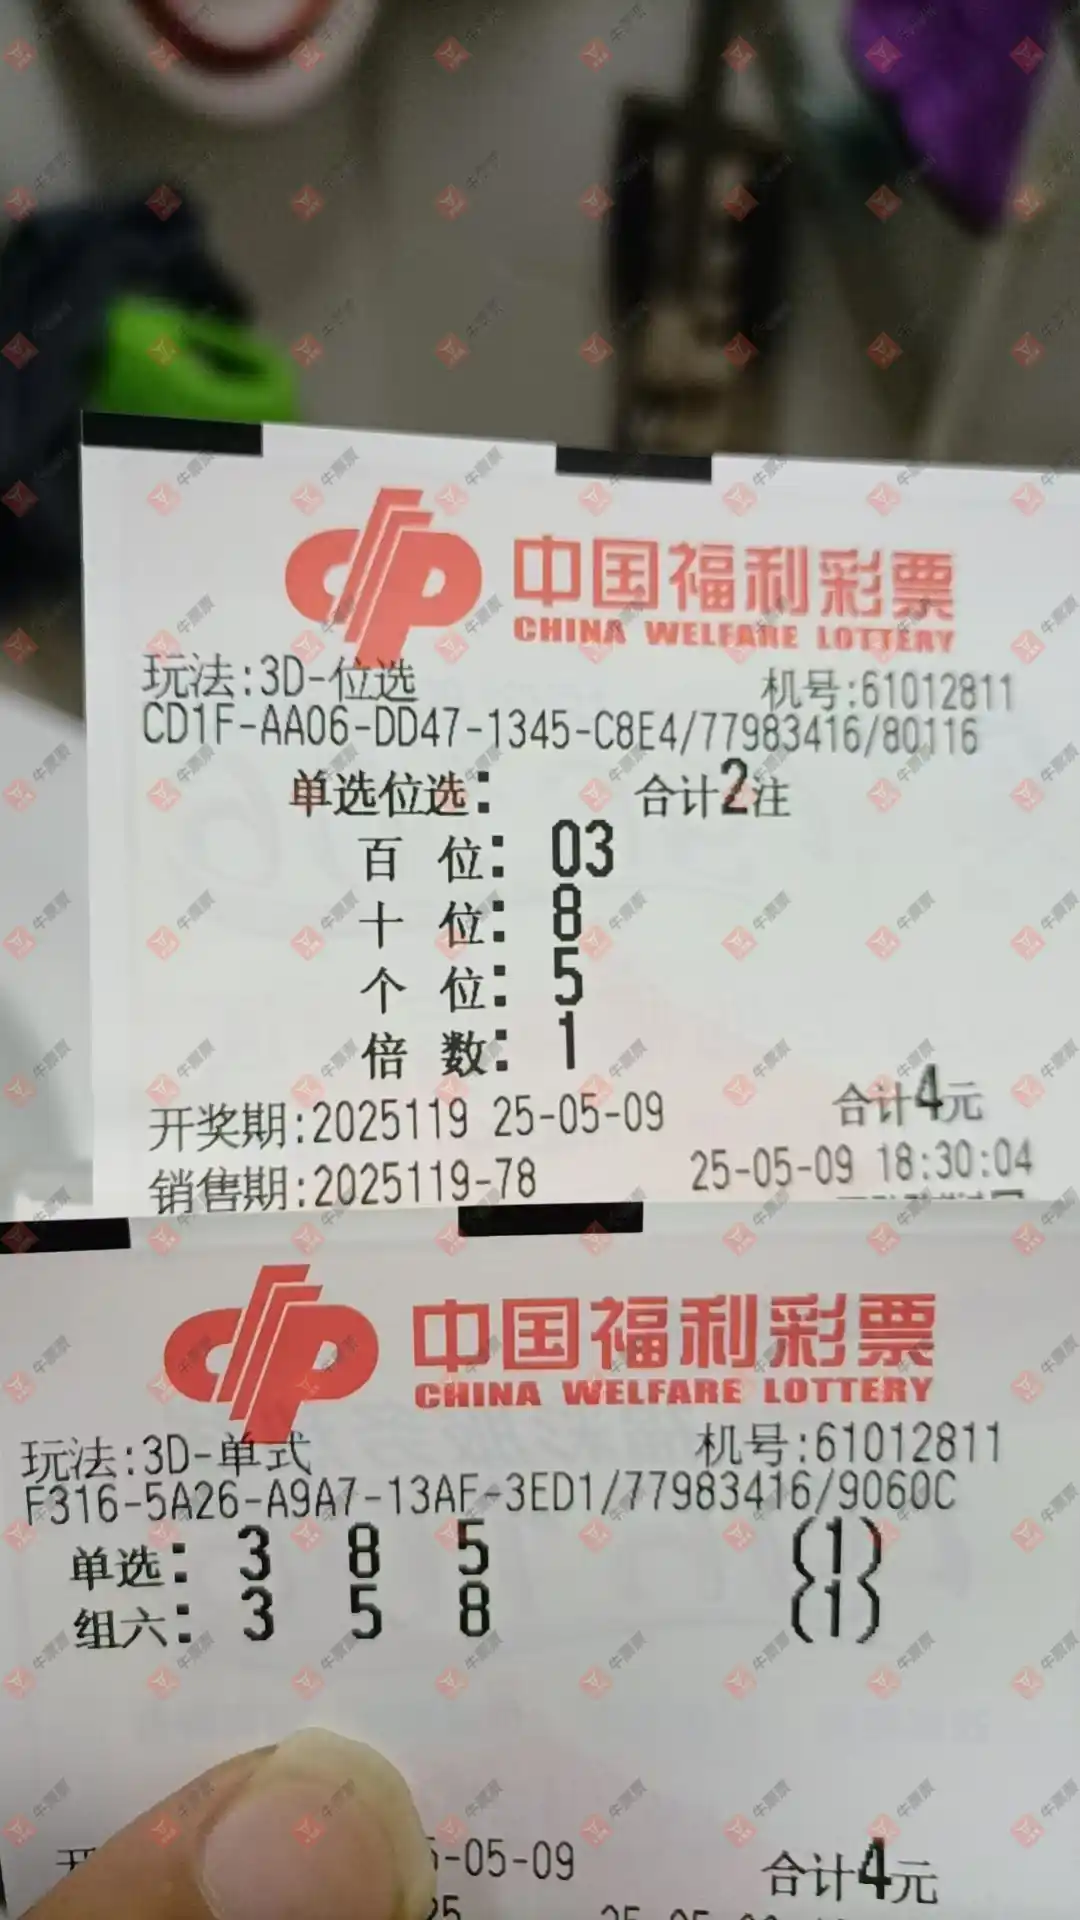 中国福利彩票
CHINA WELFARE LOTTERY
玩法:3D-位选 机号:61012811
CD1F-AA06-DD47-1345-C8E4/77983416/80116
单选位选: 合计2注
百 位: 03
十 位: 8
个 位: 5
倍 数: 1
合计4元
开奖期:2025119 25-05-09
销售期:2025119-78 25-05-09 18:30:04
中国福利彩票
CHINA WELFARE LOTTERY
玩法:3D-单式 机号:61012811
F316-5A26-A9A7-13AF-3ED1/77983416/9060C
单选: 3 8 5 (1)
组六: 3 5 8 (1)
-05-09 合计4元
牛票票